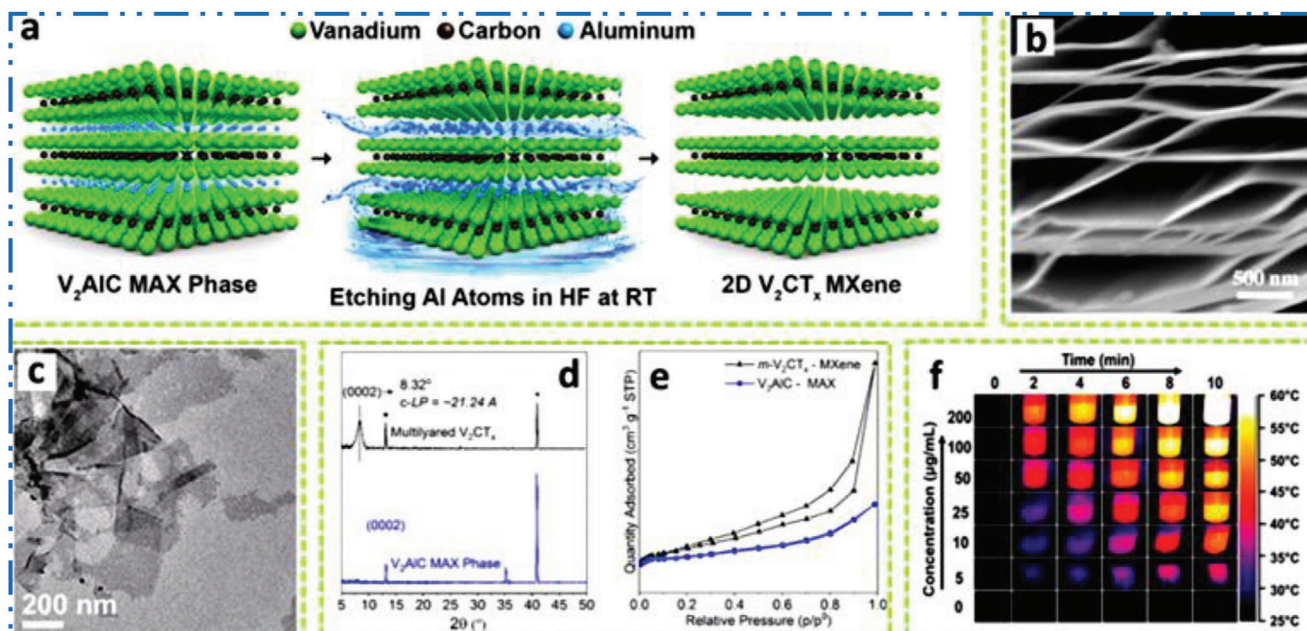 a
Vanadium Carbon Aluminum
V₂AlC MAX Phase
Etching Al Atoms in HF at RT
2D V₂CTₓ MXene
b
500 nm
c
200 nm
d
(0002)
8.32°
c-LP = ~21.24 A
Multilyared V₂CTₓ
(0002)
V₂AlC MAX Phase
5 10 15 20 25 30 35 40 45 50
2θ (°)
e
m-V₂CTₓ - MXene
V₂AlC - MAX
Quantity Adsorbed (cm³ g⁻¹ STP)
0.0 0.2 0.4 0.6 0.8 1.0
Relative Pressure (p/p⁰)
f
Time (min)
0 2 4 6 8 10
Concentration (µg/mL)
200
100
50
25
10
5
0
60°C
55°C
50°C
45°C
40°C
35°C
30°C
25°C